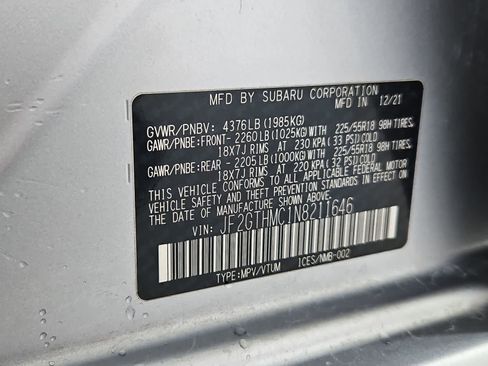 MFD BY SUBARU CORPORATION
MFD IN 12/21
GVWR/PNBV: 4376LB (1985KG)
GAWR/PNBE: FRONT- 2260LB (1025KG) WITH 225/55R18 98H TIRES,
18X7J RIMS AT 230 KPA (33 PSI) COLD
GAWR/PNBE: REAR - 2205LB (1000KG) WITH 225/55R18 98H TIRES,
18X7J RIMS AT 220 KPA (32 PSI) COLD
THIS VEHICLE CONFORMS TO ALL APPLICABLE FEDERAL MOTOR
VEHICLE SAFETY AND THEFT PREVENTION STANDARDS IN EFFECT
ON THE DATE OF MANUFACTURE SHOWN ABOVE.
VIN: JF2GTHMC1N8211646
TYPE:MPV/VTUM ICES/NMB-002